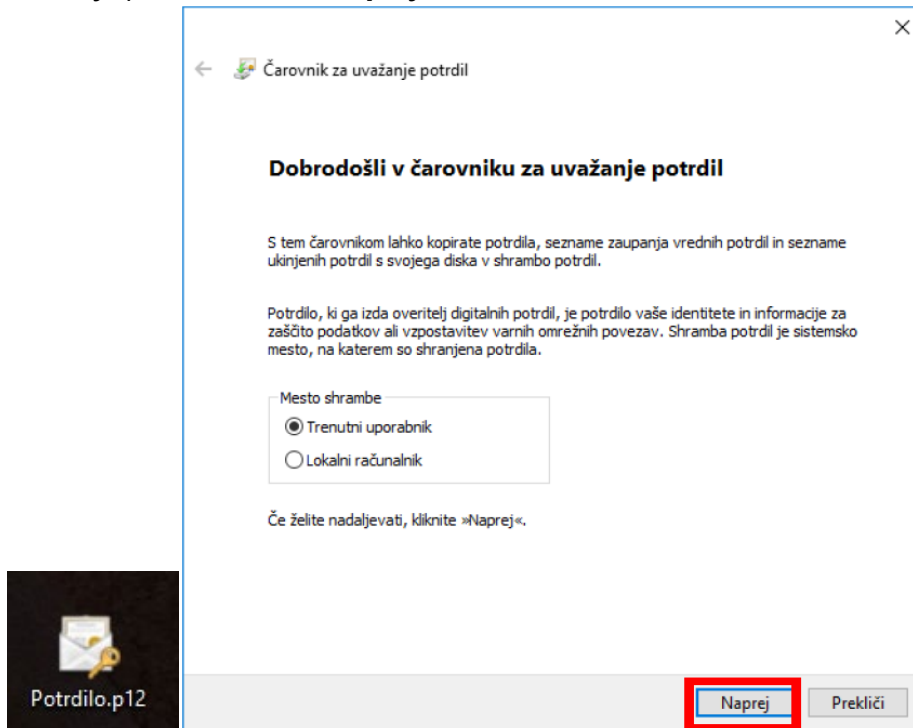 Čarovnik za uvažanje potrdil
Dobrodošli v čarovniku za uvažanje potrdil
S tem čarovnikom lahko kopirate potrdila, sezname zaupanja vrednih potrdil in sezname
ukinjenih potrdil s svojega diska v shrambo potrdil.
Potrdilo, ki ga izda overitelj digitalnih potrdil, je potrdilo vaše identitete in informacije za
zaščito podatkov ali vzpostavitev varnih omrežnih povezav. Shramba potrdil je sistemsko
mesto, na katerem so shranjena potrdila.
Mesto shrambe
Trenutni uporabnik
Lokalni računalnik
Če želite nadaljevati, kliknite »Naprej«.
Potrdilo.p12
Naprej
Prekliči